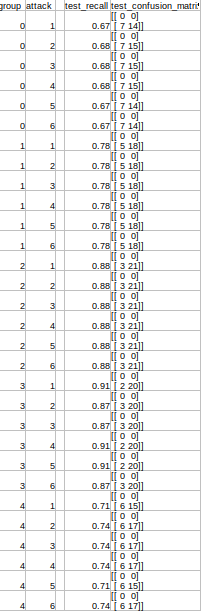 group attack test_recall test_confusion_matri
[[ 0 0]
0 1 0.67 [ 7 14]]
[[ 0 0]
0 2 0.68 [ 7 15]]
[[ 0 0]
0 3 0.68 [ 7 15]]
[[ 0 0]
0 4 0.68 [ 7 15]]
[[ 0 0]
0 5 0.67 [ 7 14]]
[[ 0 0]
0 6 0.67 [ 7 14]]
[[ 0 0]
1 1 0.78 [ 5 18]]
[[ 0 0]
1 2 0.78 [ 5 18]]
[[ 0 0]
1 3 0.78 [ 5 18]]
[[ 0 0]
1 4 0.78 [ 5 18]]
[[ 0 0]
1 5 0.78 [ 5 18]]
[[ 0 0]
1 6 0.78 [ 5 18]]
[[ 0 0]
2 1 0.88 [ 3 21]]
[[ 0 0]
2 2 0.88 [ 3 21]]
[[ 0 0]
2 3 0.88 [ 3 21]]
[[ 0 0]
2 4 0.88 [ 3 21]]
[[ 0 0]
2 5 0.88 [ 3 21]]
[[ 0 0]
2 6 0.88 [ 3 21]]
[[ 0 0]
3 1 0.91 [ 2 20]]
[[ 0 0]
3 2 0.87 [ 3 20]]
[[ 0 0]
3 3 0.87 [ 3 20]]
[[ 0 0]
3 4 0.91 [ 2 20]]
[[ 0 0]
3 5 0.91 [ 2 20]]
[[ 0 0]
3 6 0.87 [ 3 20]]
[[ 0 0]
4 1 0.71 [ 6 15]]
[[ 0 0]
4 2 0.74 [ 6 17]]
[[ 0 0]
4 3 0.74 [ 6 17]]
[[ 0 0]
4 4 0.74 [ 6 17]]
[[ 0 0]
4 5 0.71 [ 6 15]]
[[ 0 0]
4 6 0.74 [ 6 17]]